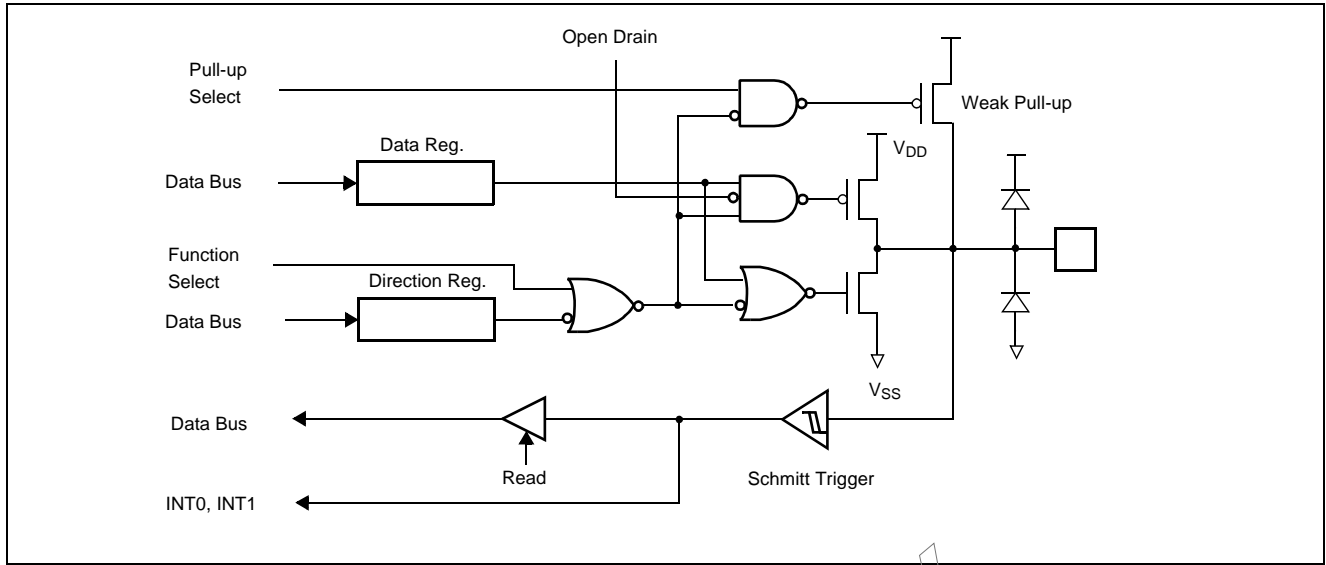 Open Drain
Pull-up
Select
Weak Pull-up
Data Reg.
VDD
Data Bus
Function
Select
Direction Reg.
Data Bus
VSS
Data Bus
Read
Schmitt Trigger
INT0, INT1